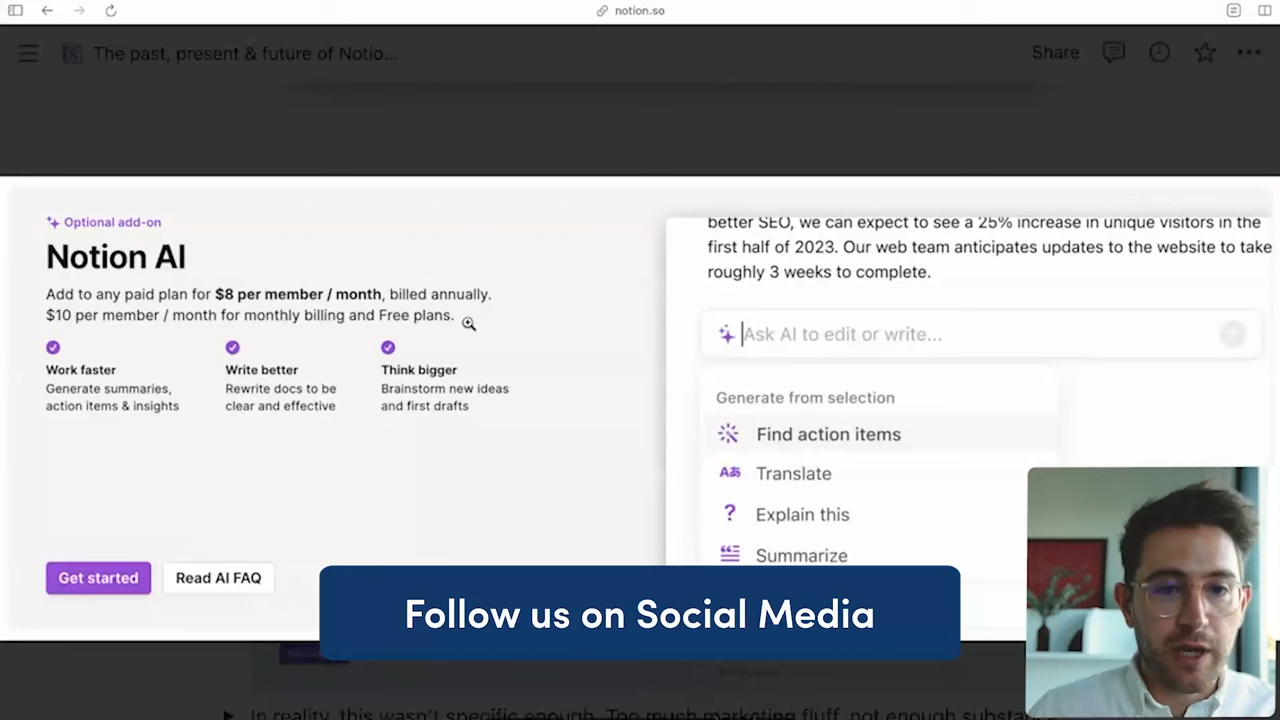 notion.so
The past, present & future of Notio...
Share
Optional add-on
Notion AI
Add to any paid plan for $8 per member / month, billed annually.
$10 per member / month for monthly billing and Free plans.
Work faster
Generate summaries,
action items & insights
Write better
Rewrite docs to be
clear and effective
Think bigger
Brainstorm new ideas
and first drafts
Get started
Read AI FAQ
better SEO, we can expect to see a 25% increase in unique visitors in the
first half of 2023. Our web team anticipates updates to the website to take
roughly 3 weeks to complete.
Ask AI to edit or write...
Generate from selection
Find action items
Aあ Translate
? Explain this
Summarize
Follow us on Social Media
In reality, this wasn't specific enough. Too much marketing fluff, not enough substan